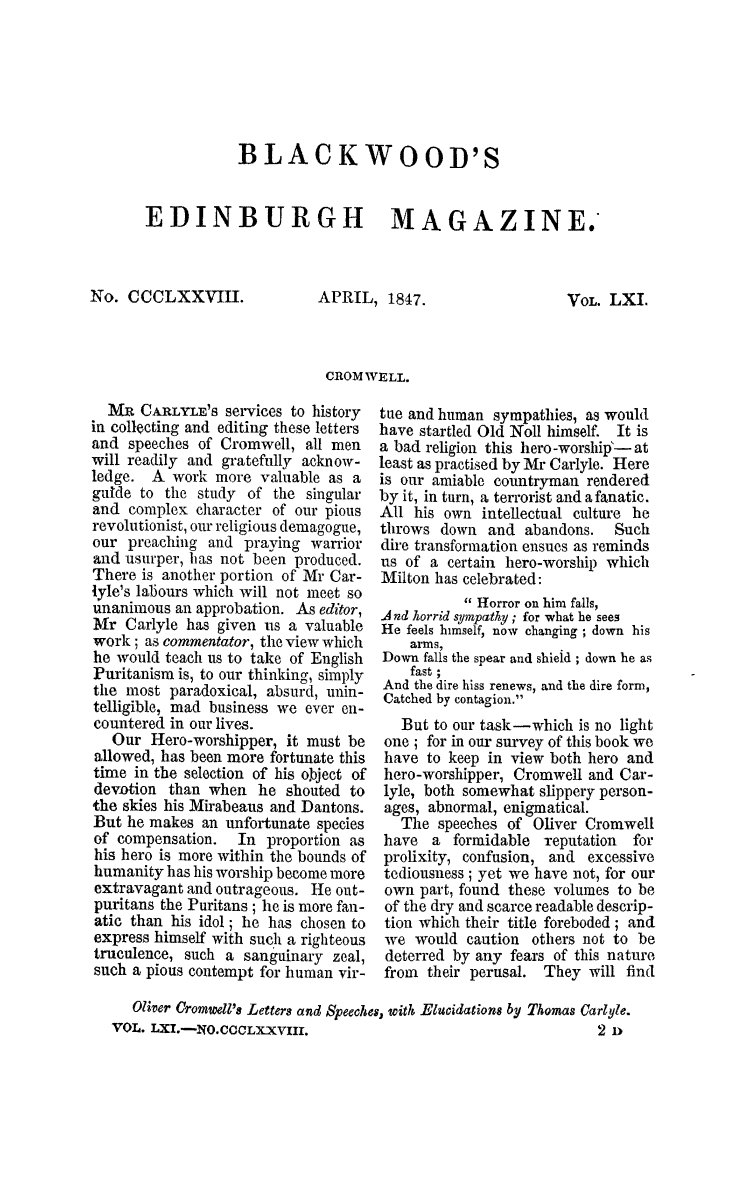 BLACKWOOD'S
EDINBURGH MAGAZINE.
No. CCCLXXVIII. APRIL, 1847. VOL. LXI.
CROMWELL.
MR CARLYLE'S services to history
in collecting and editing these letters
and speeches of Cromwell, all men
will readily and gratefully acknow-
ledge. A work more valuable as a
guide to the study of the singular
and complex character of our pious
revolutionist, our religious demagogue,
our preaching and praying warrior
and usurper, has not been produced.
There is another portion of Mr Car-
lyle's labours which will not meet so
unanimous an approbation. As editor,
Mr Carlyle has given us a valuable
work; as commentator, the view which
he would teach us to take of English
Puritanism is, to our thinking, simply
the most paradoxical, absurd, unin-
telligible, mad business we ever en-
countered in our lives.
Our Hero-worshipper, it must be
allowed, has been more fortunate this
time in the selection of his object of
devotion than when he shouted to
the skies his Mirabeaus and Dantons.
But he makes an unfortunate species
of compensation. In proportion as
his hero is more within the bounds of
humanity has his worship become more
extravagant and outrageous. He out-
puritans the Puritans; he is more fan-
atic than his idol; he has chosen to
express himself with such a righteous
truculence, such a sanguinary zeal,
such a pious contempt for human vir-
tue and human sympathies, as would
have startled Old Noll himself. It is
a bad religion this hero-worship—at
least as practised by Mr Carlyle. Here
is our amiable countryman rendered
by it, in turn, a terrorist and a fanatic.
All his own intellectual culture he
throws down and abandons. Such
dire transformation ensues as reminds
us of a certain hero-worship which
Milton has celebrated:
" Horror on him falls,
And horrid sympathy; for what he sees
He feels himself, now changing; down his
arms,
Down falls the spear and shield; down he as
fast;
And the dire hiss renews, and the dire form,
Catched by contagion."
But to our task—which is no light
one; for in our survey of this book we
have to keep in view both hero and
hero-worshipper, Cromwell and Car-
lyle, both somewhat slippery person-
ages, abnormal, enigmatical.
The speeches of Oliver Cromwell
have a formidable reputation for
prolixity, confusion, and excessive
tediousness; yet we have not, for our
own part, found these volumes to be
of the dry and scarce readable descrip-
tion which their title foreboded; and
we would caution others not to be
deterred by any fears of this nature
from their perusal. They will find
Oliver Cromwell's Letters and Speeches, with Elucidations by Thomas Carlyle.
VOL. LXI.—NO.CCCLXXVIII. 2 D